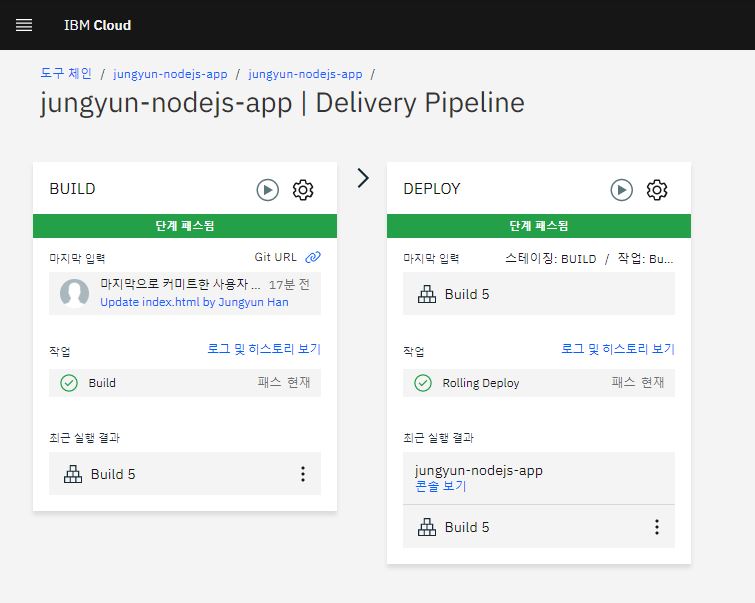 IBM Cloud
도구 체인 / jungyun-nodejs-app / jungyun-nodejs-app /
jungyun-nodejs-app | Delivery Pipeline
BUILD
단계 패스됨
마지막 입력 Git URL
마지막으로 커미트한 사용자 ... 17분 전
Update index.html by Jungyun Han
작업 로그 및 히스토리 보기
Build 패스 현재
최근 실행 결과
Build 5
DEPLOY
단계 패스됨
마지막 입력 스테이징: BUILD / 작업: Bu...
Build 5
작업 로그 및 히스토리 보기
Rolling Deploy 패스 현재
최근 실행 결과
jungyun-nodejs-app
콘솔 보기
Build 5